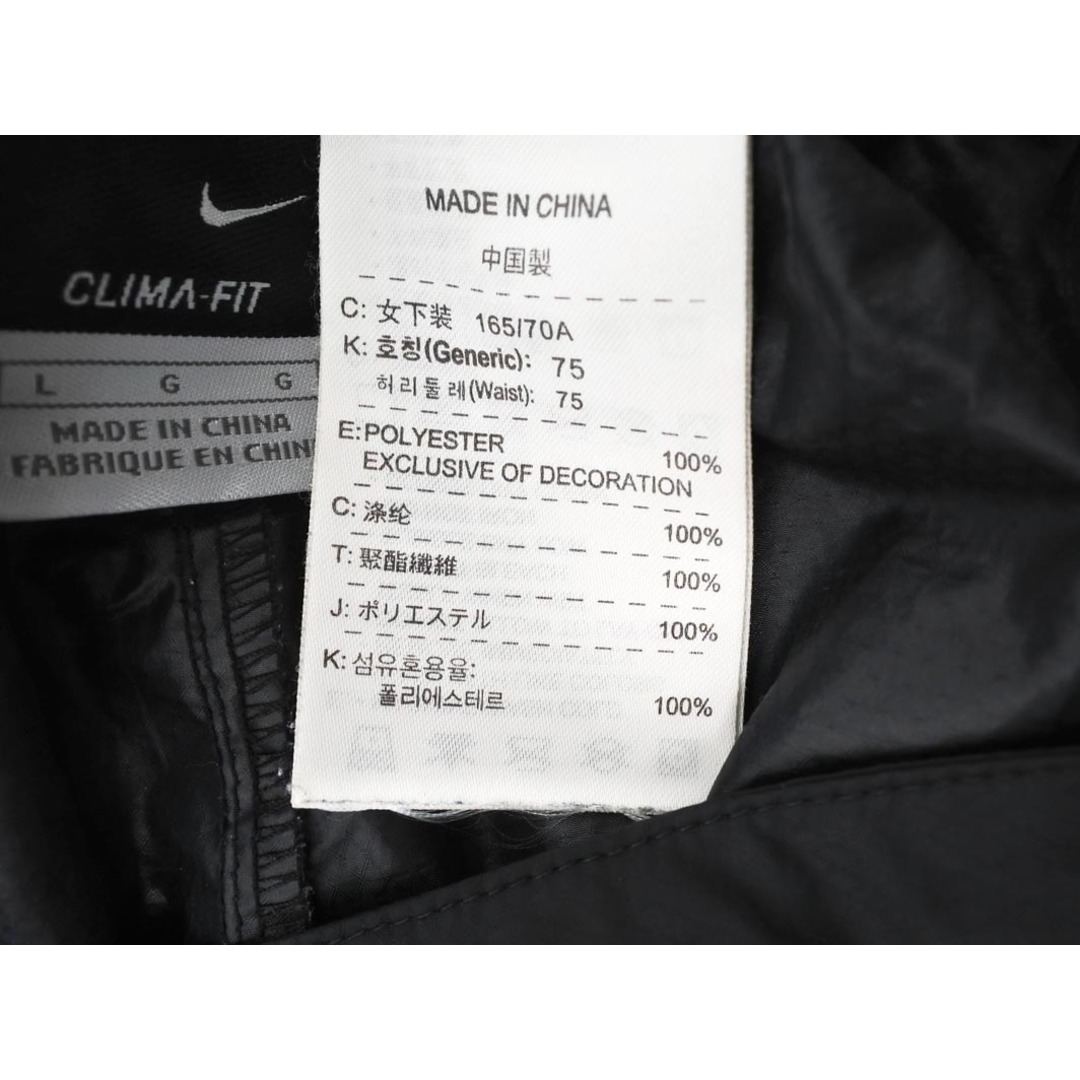 CLIMA-FIT
L G G
MADE IN CHINA
FABRIQUE EN CHIN
MADE IN CHINA
中国製
C: 女下装 165/70A
K: 호칭(Generic): 75
허리둘레(Waist): 75
E:POLYESTER 100%
EXCLUSIVE OF DECORATION
C: 涤纶 100%
T: 聚酯纖維 100%
J: ポリエステル 100%
K: 섬유혼용율:
폴리에스테르 100%